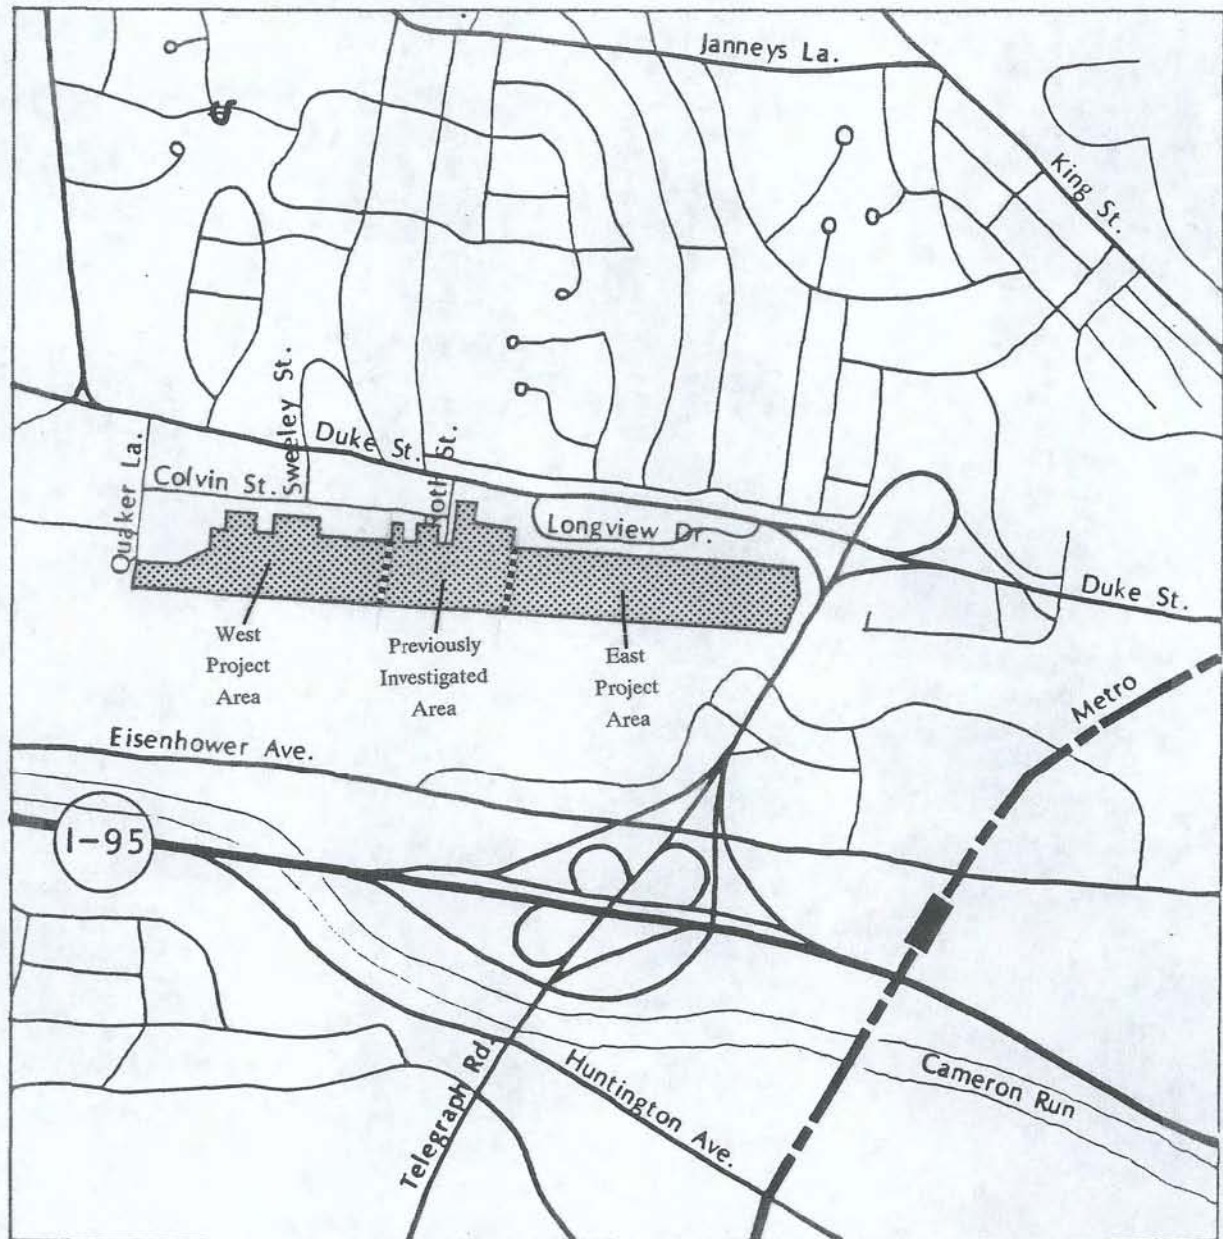 Janneys La.
King St.
Sweeley St.
Duke St.
Roth St.
Quaker La.
Colvin St.
Longview Dr.
Duke St.
West
Project
Area
Previously
Investigated
Area
East
Project
Area
Metro
Eisenhower Ave.
I-95
Telegraph Rd.
Huntington Ave.
Cameron Run